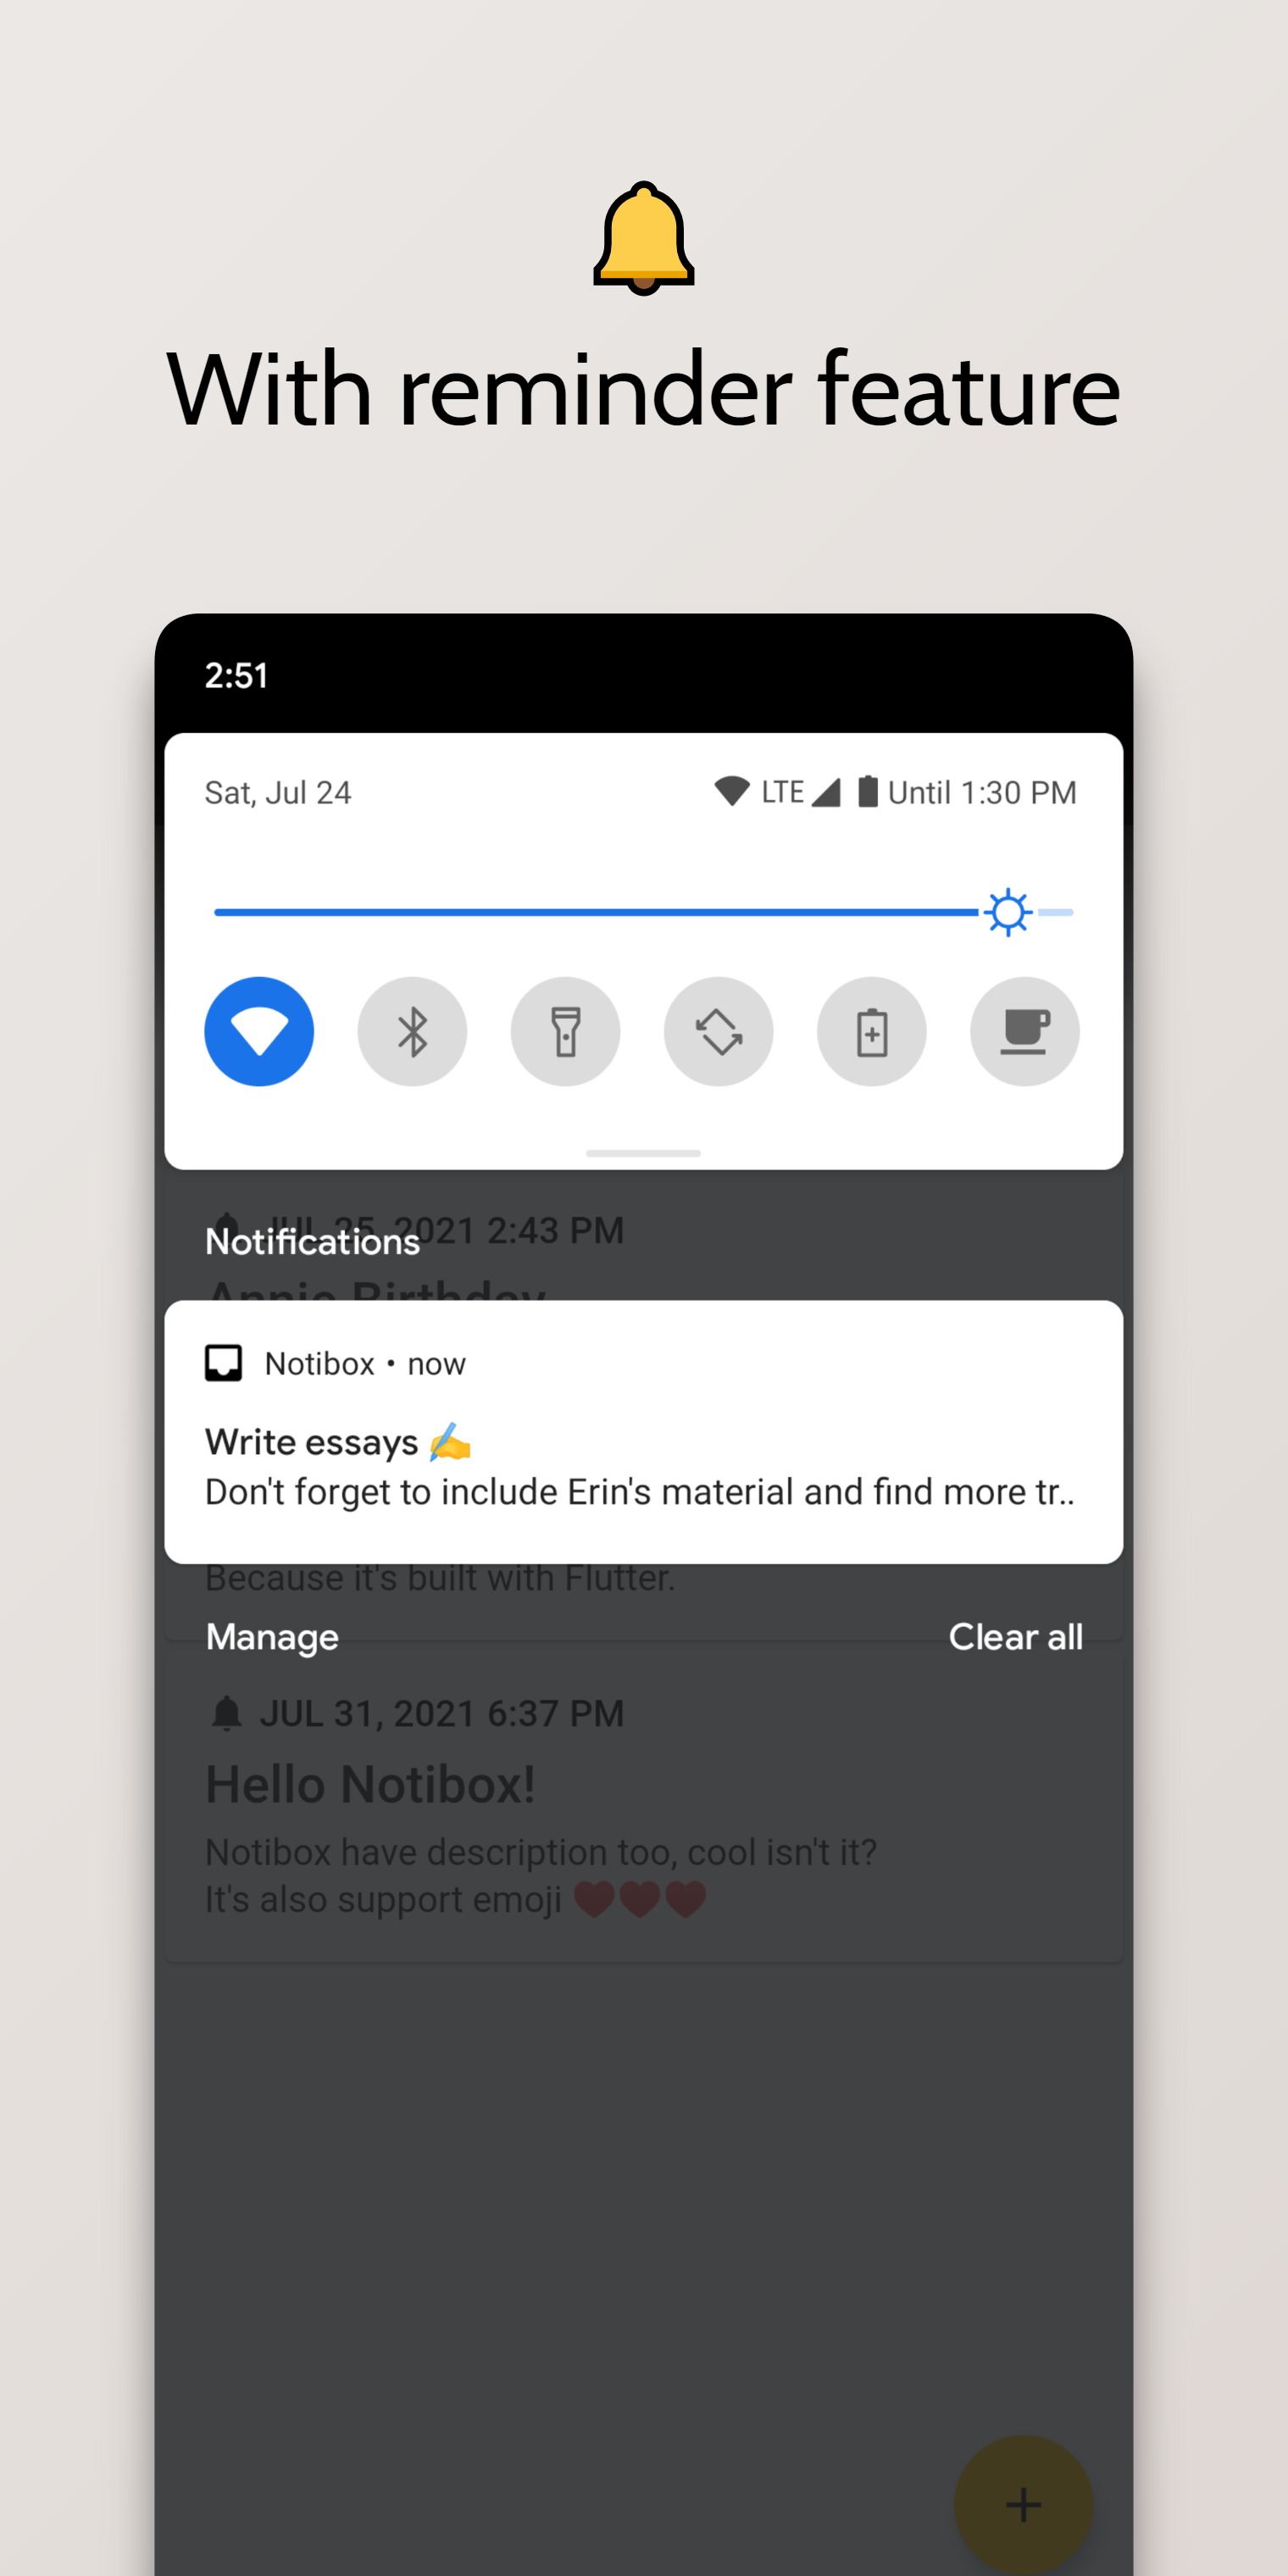 With reminder feature
2:51
Sat, Jul 24
LTE Until 1:30 PM
JUL 25, 2021 2:43 PM
Notifications
Annie Birthday
Notibox • now
Write essays ✍️
Don't forget to include Erin's material and find more tr..
Because it's built with Flutter.
Manage
Clear all
JUL 31, 2021 6:37 PM
Hello Notibox!
Notibox have description too, cool isn't it?
It's also support emoji ❤️❤️❤️